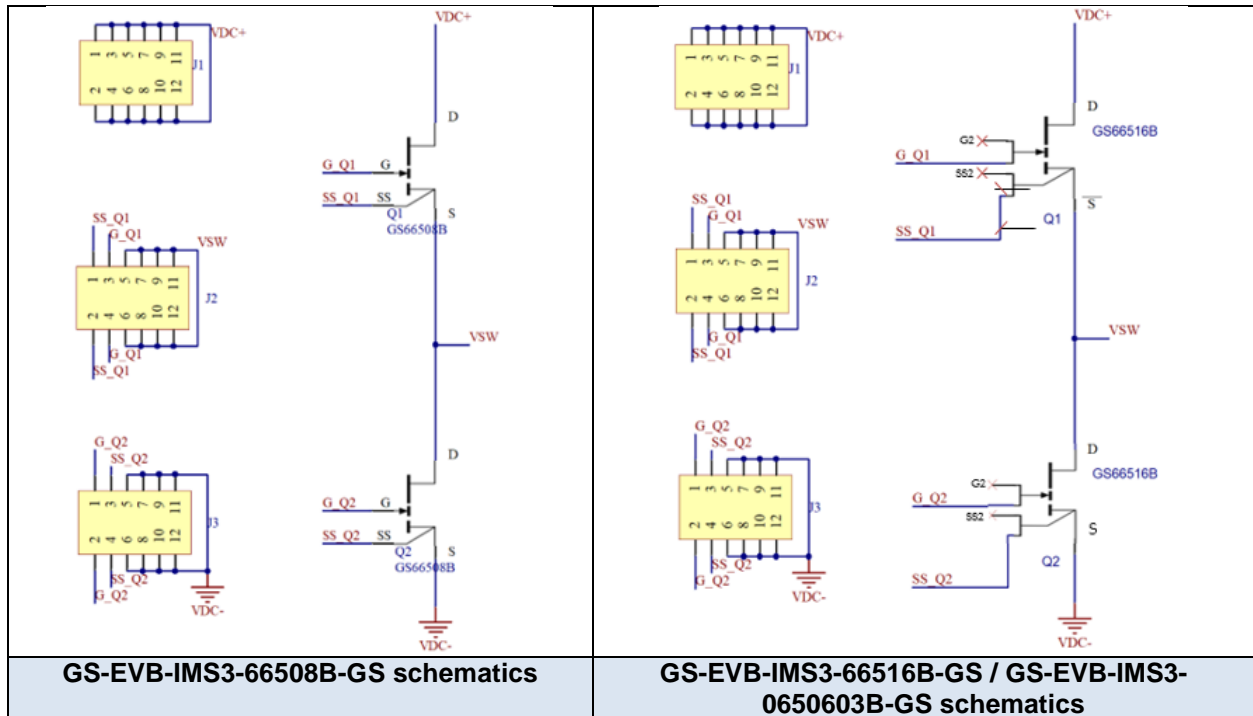 VDC+
1 3 5 7 9 11
2 4 6 8 10 12
J1
VDC+
D
G_Q1
G
SS_Q1
SS
Q1
S
GS66508B
SS_Q1
G_Q1
VSW
1 3 5 7 9 11
2 4 6 8 10 12
J2
G_Q1
SS_Q1
VSW
G_Q2
SS_Q2
1 3 5 7 9 11
2 4 6 8 10 12
J3
SS_Q2
G_Q2
VDC-
D
G_Q2
G
SS_Q2
SS
Q2
S
GS66508B
VDC-
GS-EVB-IMS3-66508B-GS schematics
VDC+
1 3 5 7 9 11
2 4 6 8 10 12
J1
VDC+
D
GS66516B
G2
G_Q1
SS2
S
Q1
SS_Q1
SS_Q1
G_Q1
VSW
1 3 5 7 9 11
2 4 6 8 10 12
J2
G_Q1
SS_Q1
VSW
G_Q2
SS_Q2
1 3 5 7 9 11
2 4 6 8 10 12
J3
SS_Q2
G_Q2
VDC-
D
GS66516B
G2
G_Q2
SS2
S
Q2
SS_Q2
VDC-
GS-EVB-IMS3-66516B-GS / GS-EVB-IMS3-
0650603B-GS schematics